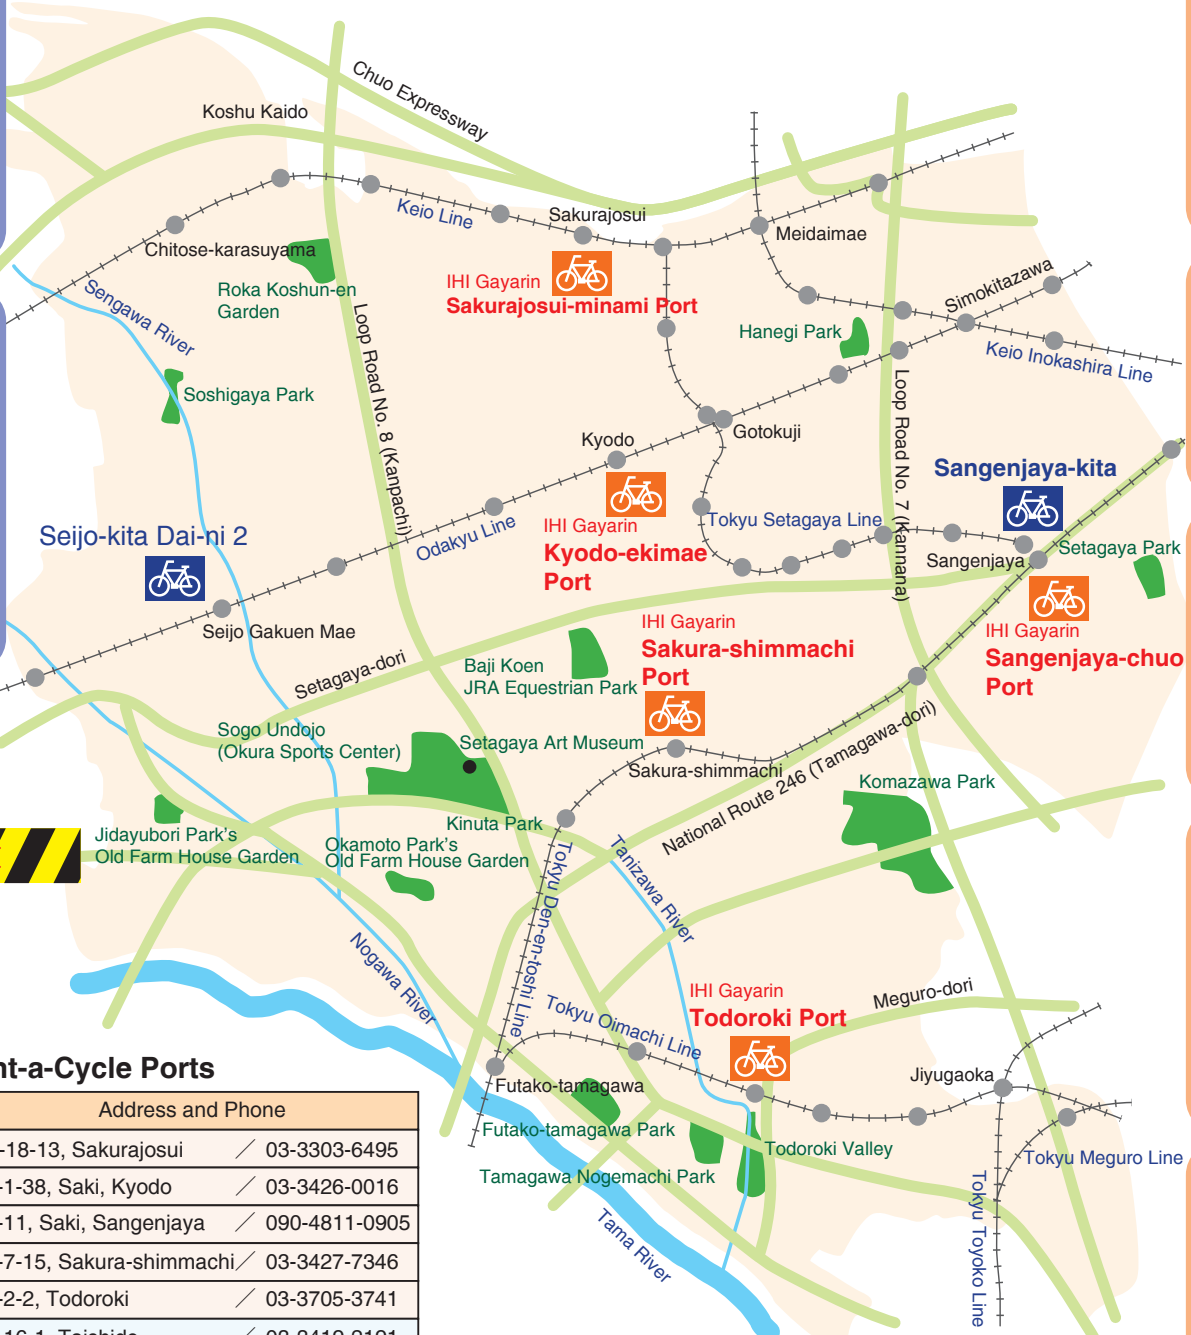 Chuo Expressway
Koshu Kaido
Keio Line
Sakurajosui
Meidaimae
Chitose-karasuyama
Simokitazawa
IHI Gayarin
Sakurajosui-minami Port
Sengawa River
Roka Koshun-en
Garden
Loop Road No. 8 (Kanpachi)
Hanegi Park
Keio Inokashira Line
Soshigaya Park
Loop Road No. 7 (Kannana)
Kyodo
Gotokuji
Sangenjaya-kita
Seijo-kita Dai-ni 2
Odakyu Line
IHI Gayarin
Kyodo-ekimae
Port
Tokyu Setagaya Line
Sangenjaya
Setagaya Park
Seijo Gakuen Mae
IHI Gayarin
Sakura-shimmachi
Port
IHI Gayarin
Sangenjaya-chuo
Port
Setagaya-dori
Baji Koen
JRA Equestrian Park
Sogo Undojo
(Okura Sports Center)
Setagaya Art Museum
Sakura-shimmachi
National Route 246 (Tamagawa-dori)
Komazawa Park
Kinuta Park
Jidayubori Park's
Old Farm House Garden
Okamoto Park's
Old Farm House Garden
Tokyu Den-en-toshi Line
Tanizawa River
Nogawa River
IHI Gayarin
Todoroki Port
Meguro-dori
Tokyu Oimachi Line
Jiyugaoka
Futako-tamagawa
Futako-tamagawa Park
Todoroki Valley
Tamagawa Nogemachi Park
Tokyu Meguro Line
Tokyu Toyoko Line
Tama River
nt-a-Cycle Ports
Address and Phone
-18-13, Sakurajosui ／ 03-3303-6495
-1-38, Saki, Kyodo ／ 03-3426-0016
-11, Saki, Sangenjaya ／ 090-4811-0905
-7-15, Sakura-shimmachi ／ 03-3427-7346
-2-2, Todoroki ／ 03-3705-3741